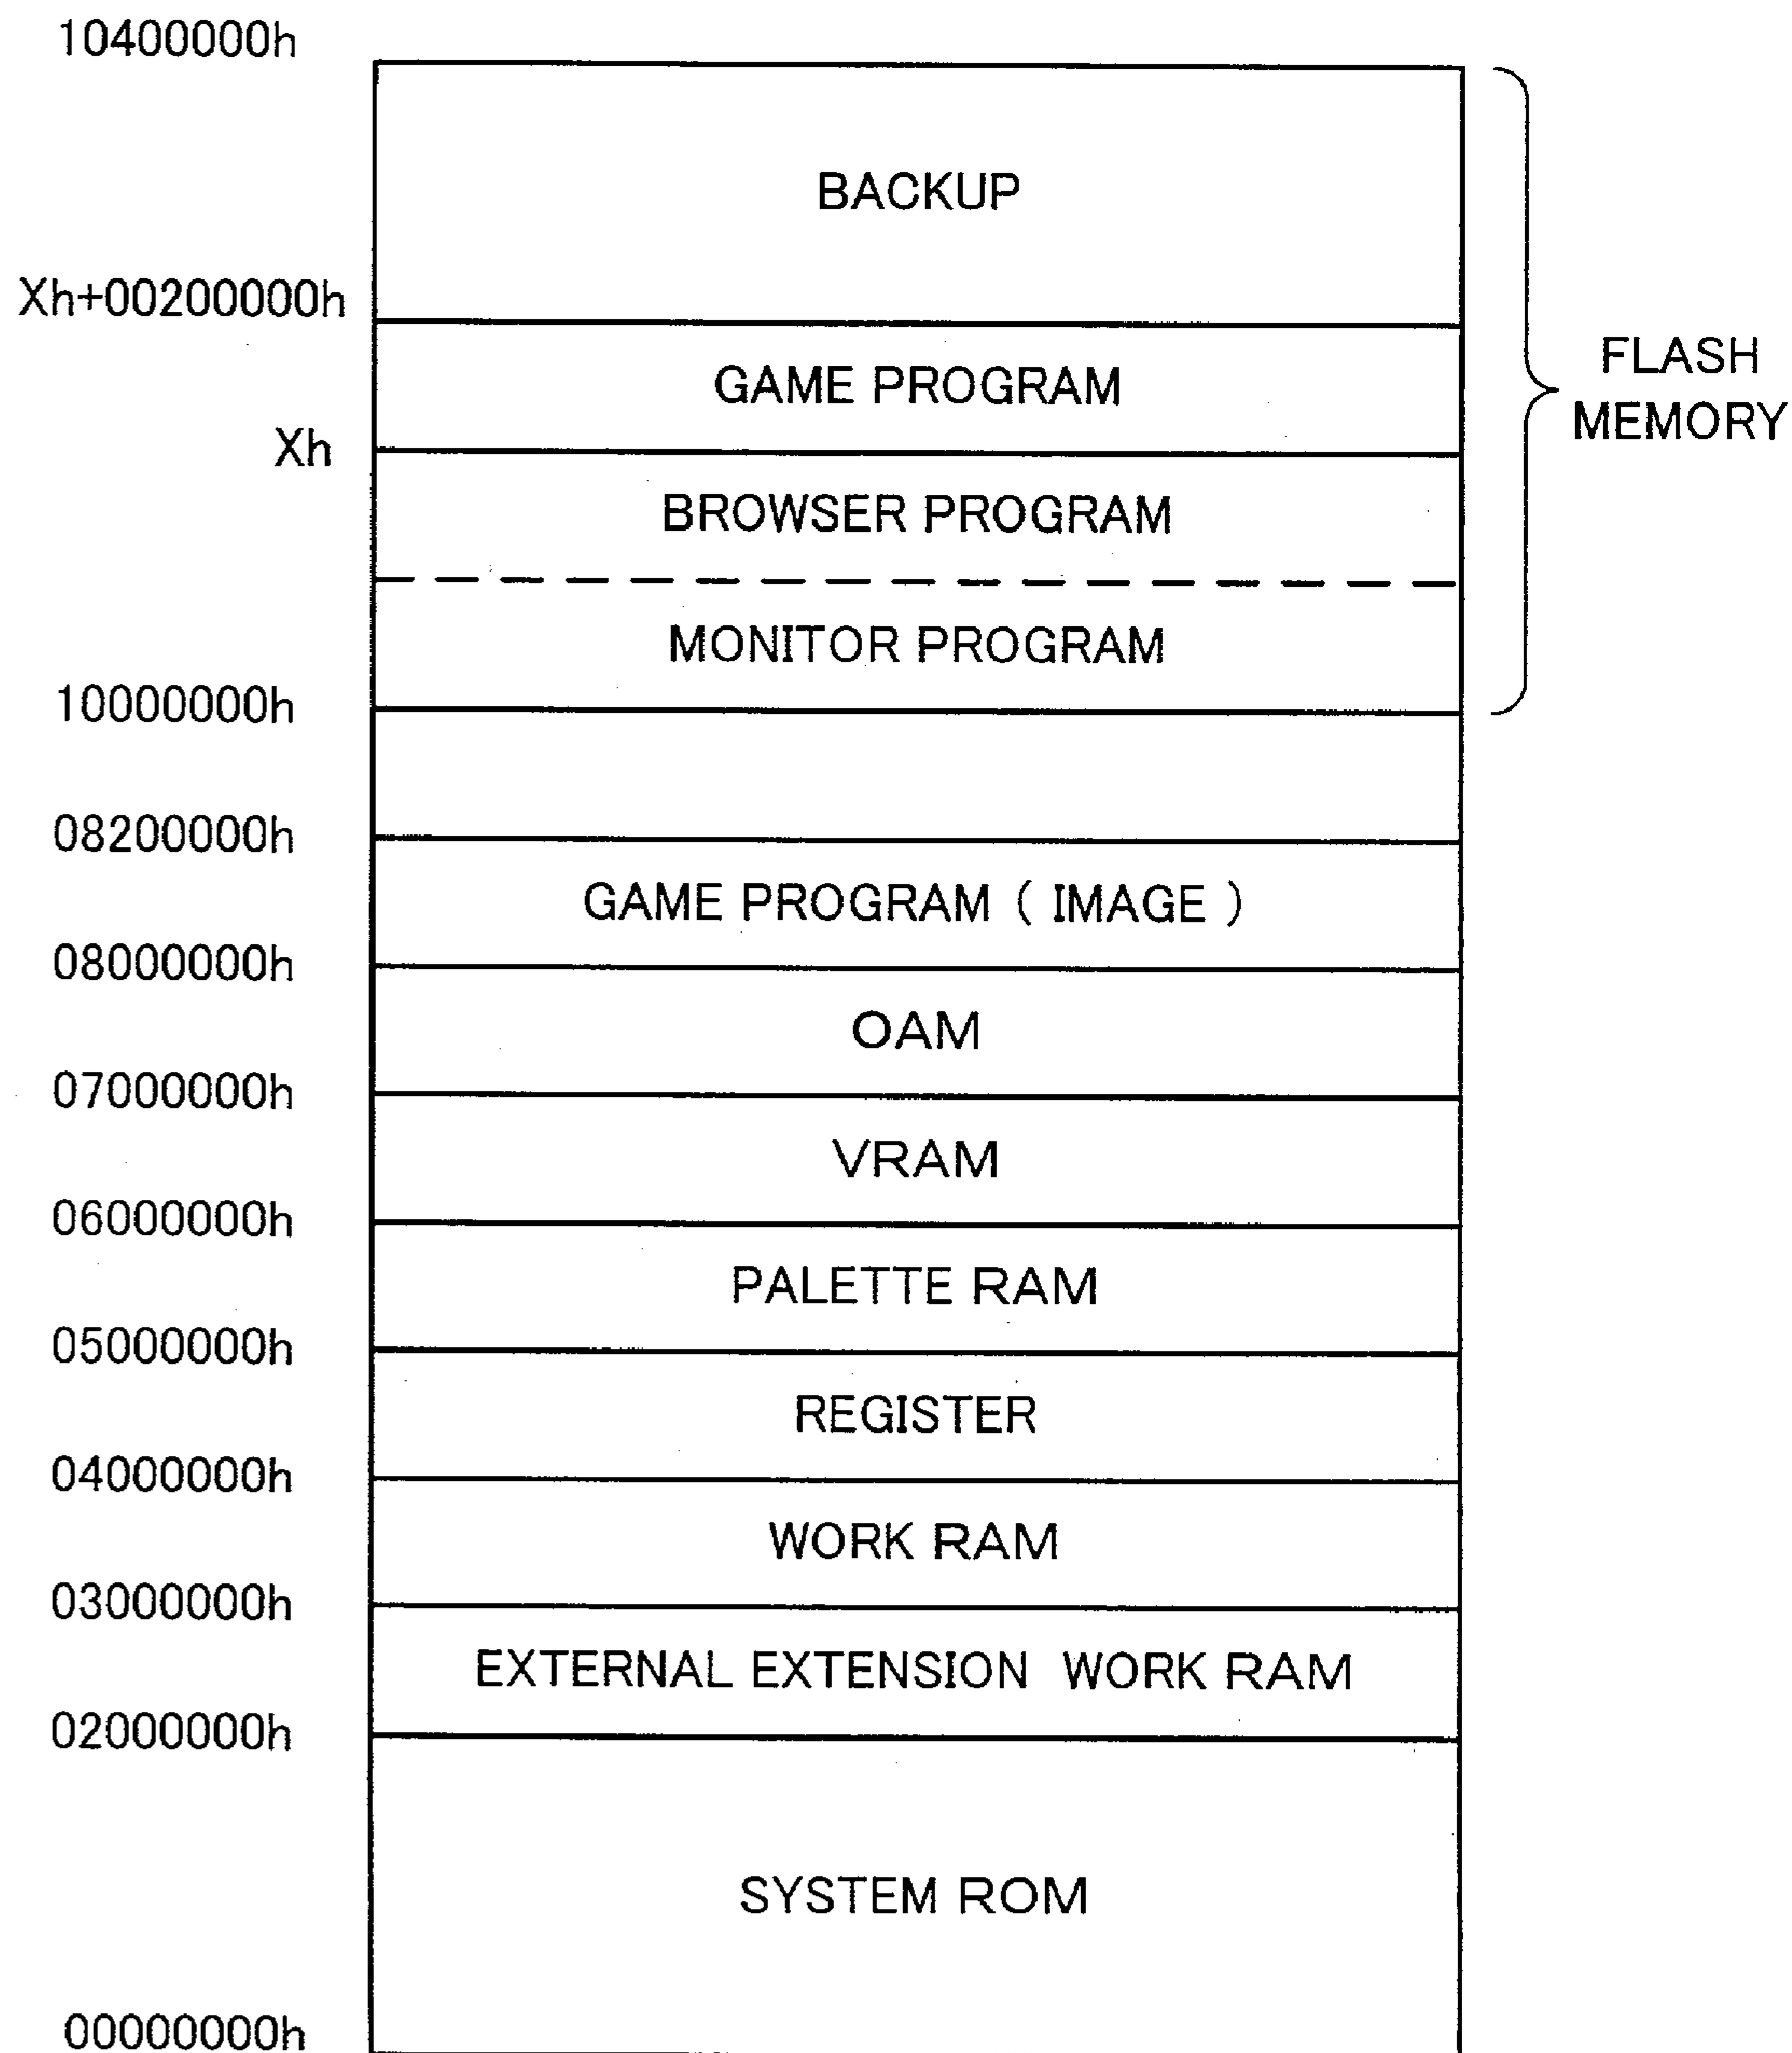 10400000h
BACKUP
Xh+00200000h
GAME PROGRAM
FLASH
MEMORY
Xh
BROWSER PROGRAM
MONITOR PROGRAM
10000000h
08200000h
GAME PROGRAM ( IMAGE )
08000000h
OAM
07000000h
VRAM
06000000h
PALETTE RAM
05000000h
REGISTER
04000000h
WORK RAM
03000000h
EXTERNAL EXTENSION WORK RAM
02000000h
SYSTEM ROM
00000000h